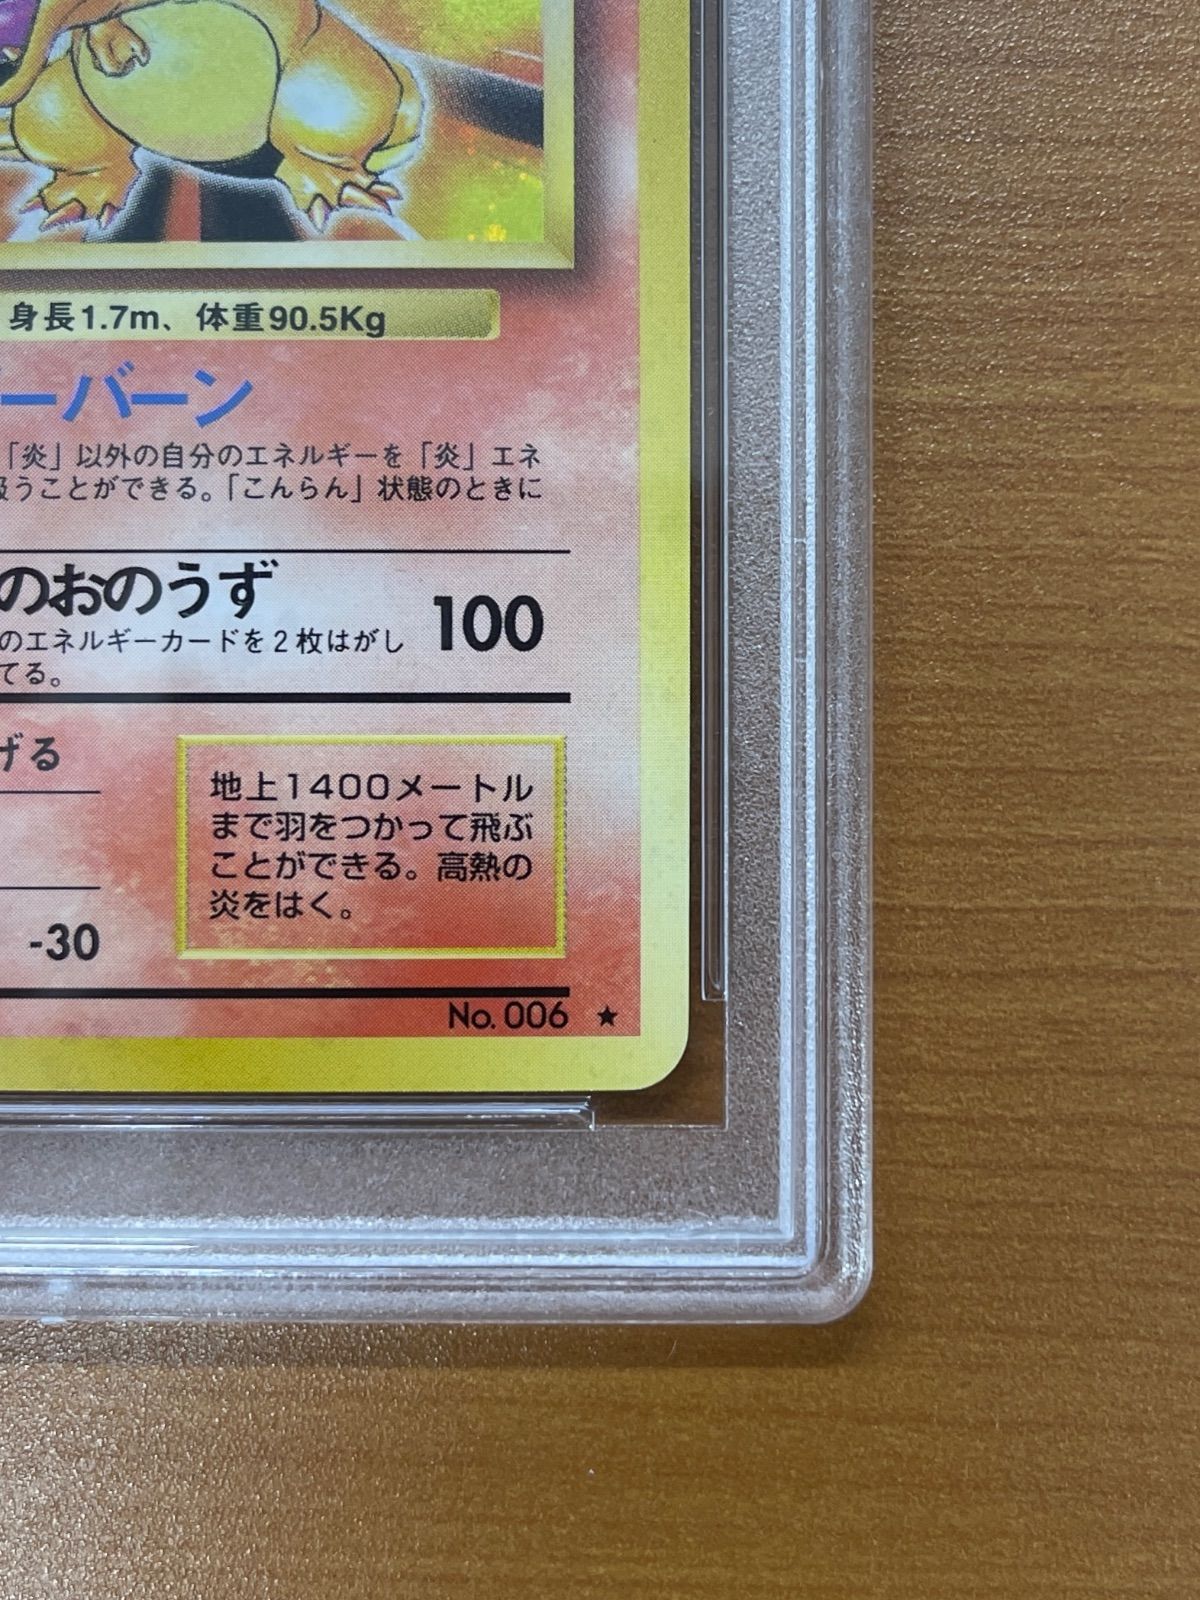 身長1.7m、体重90.5Kg
ーバーン
「炎」以外の自分のエネルギーを「炎」エネ
扱うことができる。「こんらん」状態のときに
のおのうず
100
のエネルギーカードを2枚はがし
てる。
げる
地上1400メートル
まで羽をつかって飛ぶ
ことができる。高熱の
炎をはく。
-30
No. 006 ★